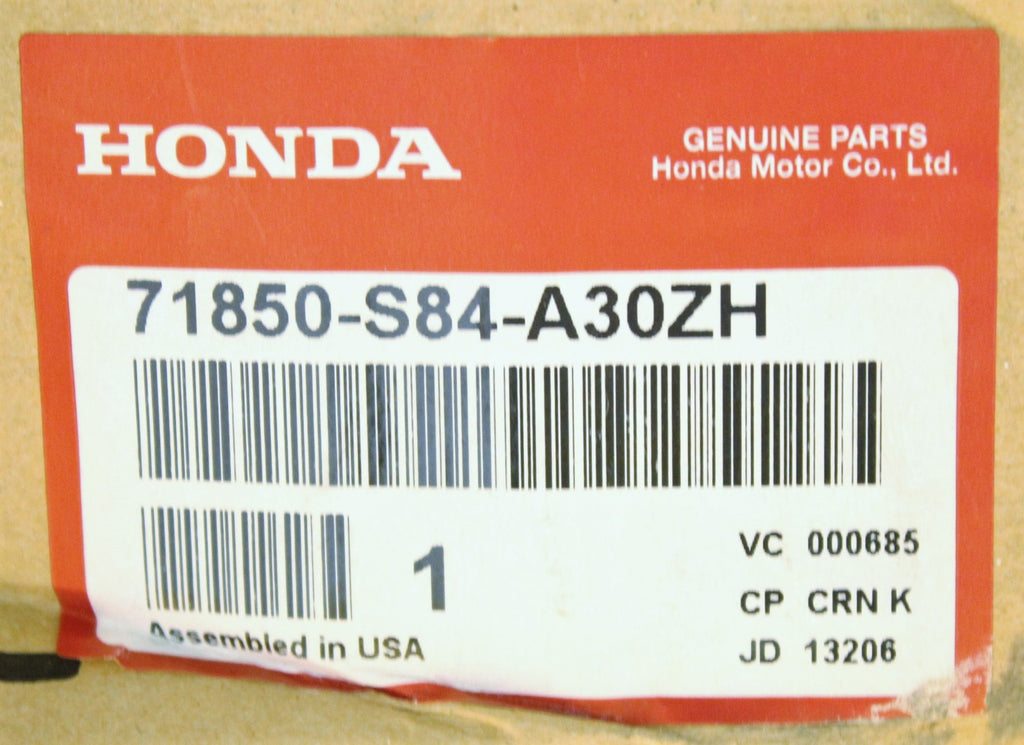 HONDA
GENUINE PARTS
Honda Motor Co., Ltd.
71850-S84-A30ZH
1
VC 000685
CP CRN K
JD 13206
Assembled in USA